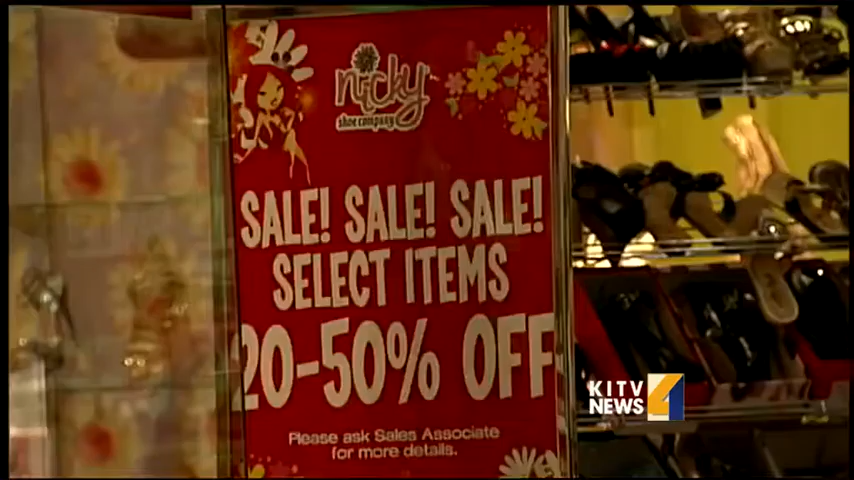 nicky
shoe company
SALE! SALE! SALE!
SELECT ITEMS
20-50% OFF
Please ask Sales Associate
for more details.
KITV
NEWS 4